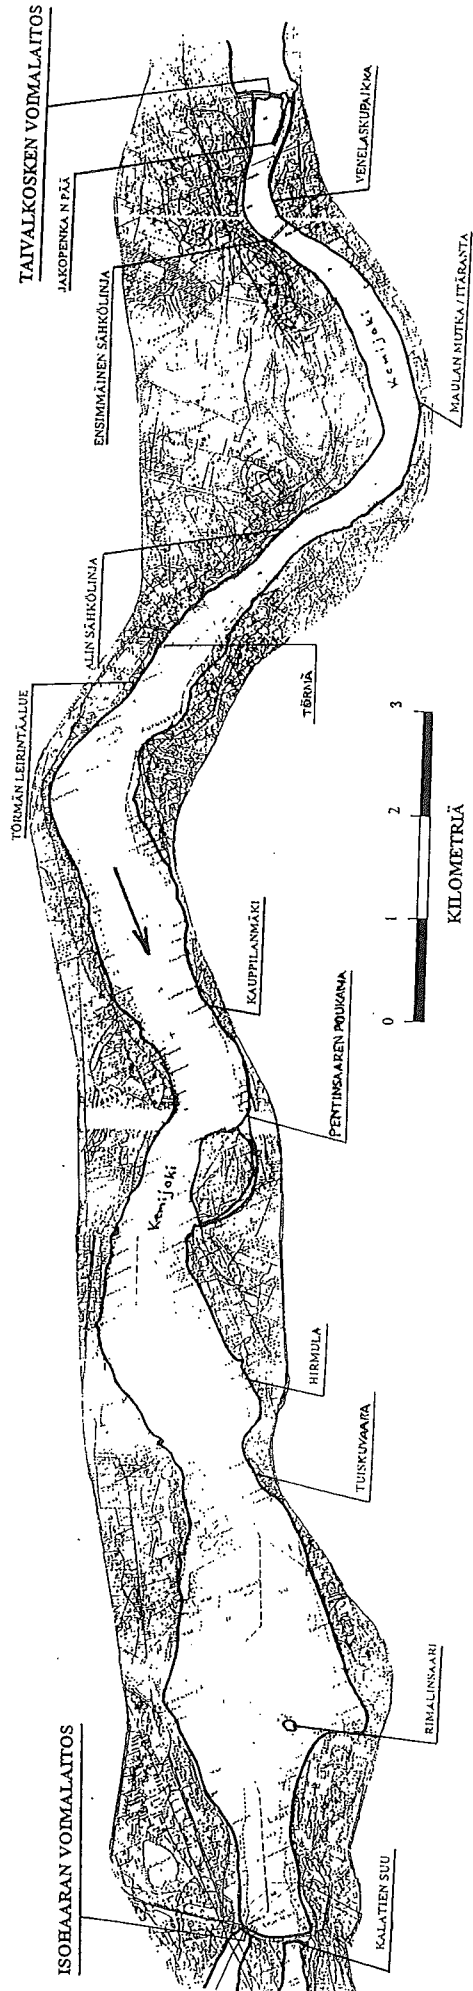 TAIVALKOSKEN VOIMALAITOS
JAKOPENKAN PÄÄ
VENELASKUPAIKKA
ENSIMMÄINEN SÄHKÖLINJA
Kemijoki
MAULAN MUTKA / ITÄRANTA
ALIN SÄHKÖLINJA
TÖRMÄ
TÖRMÄN LEIRINTÄALUE
0 1 2 3
KILOMETRIÄ
KAUPPILANMÄKI
PENTINSAAREN POUKAMA
Kemijoki
HIRMULA
TUISKUVAARA
RIMALINSAARI
ISOHAARAN VOIMALAITOS
KALATIEN SUU